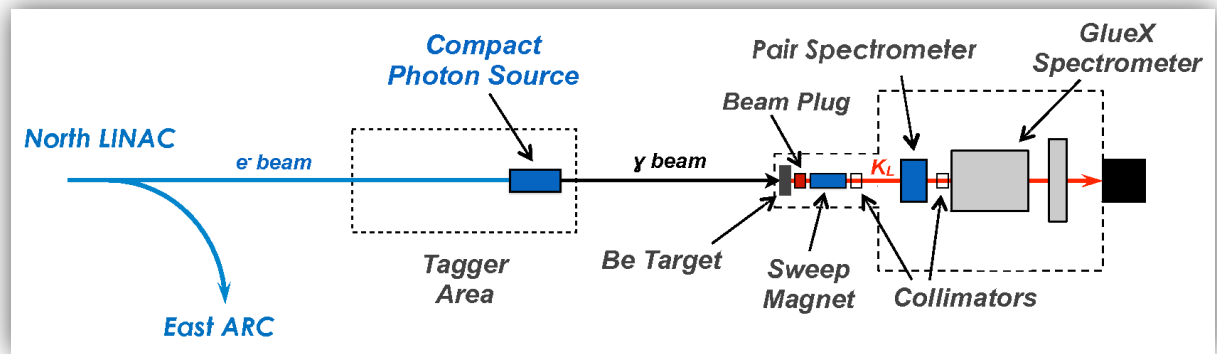 Compact
Photon Source
Pair Spectrometer
GlueX
Spectrometer
Beam Plug
North LINAC
e- beam
γ beam
KL
Tagger
Area
Be Target
Sweep
Magnet
Collimators
East ARC